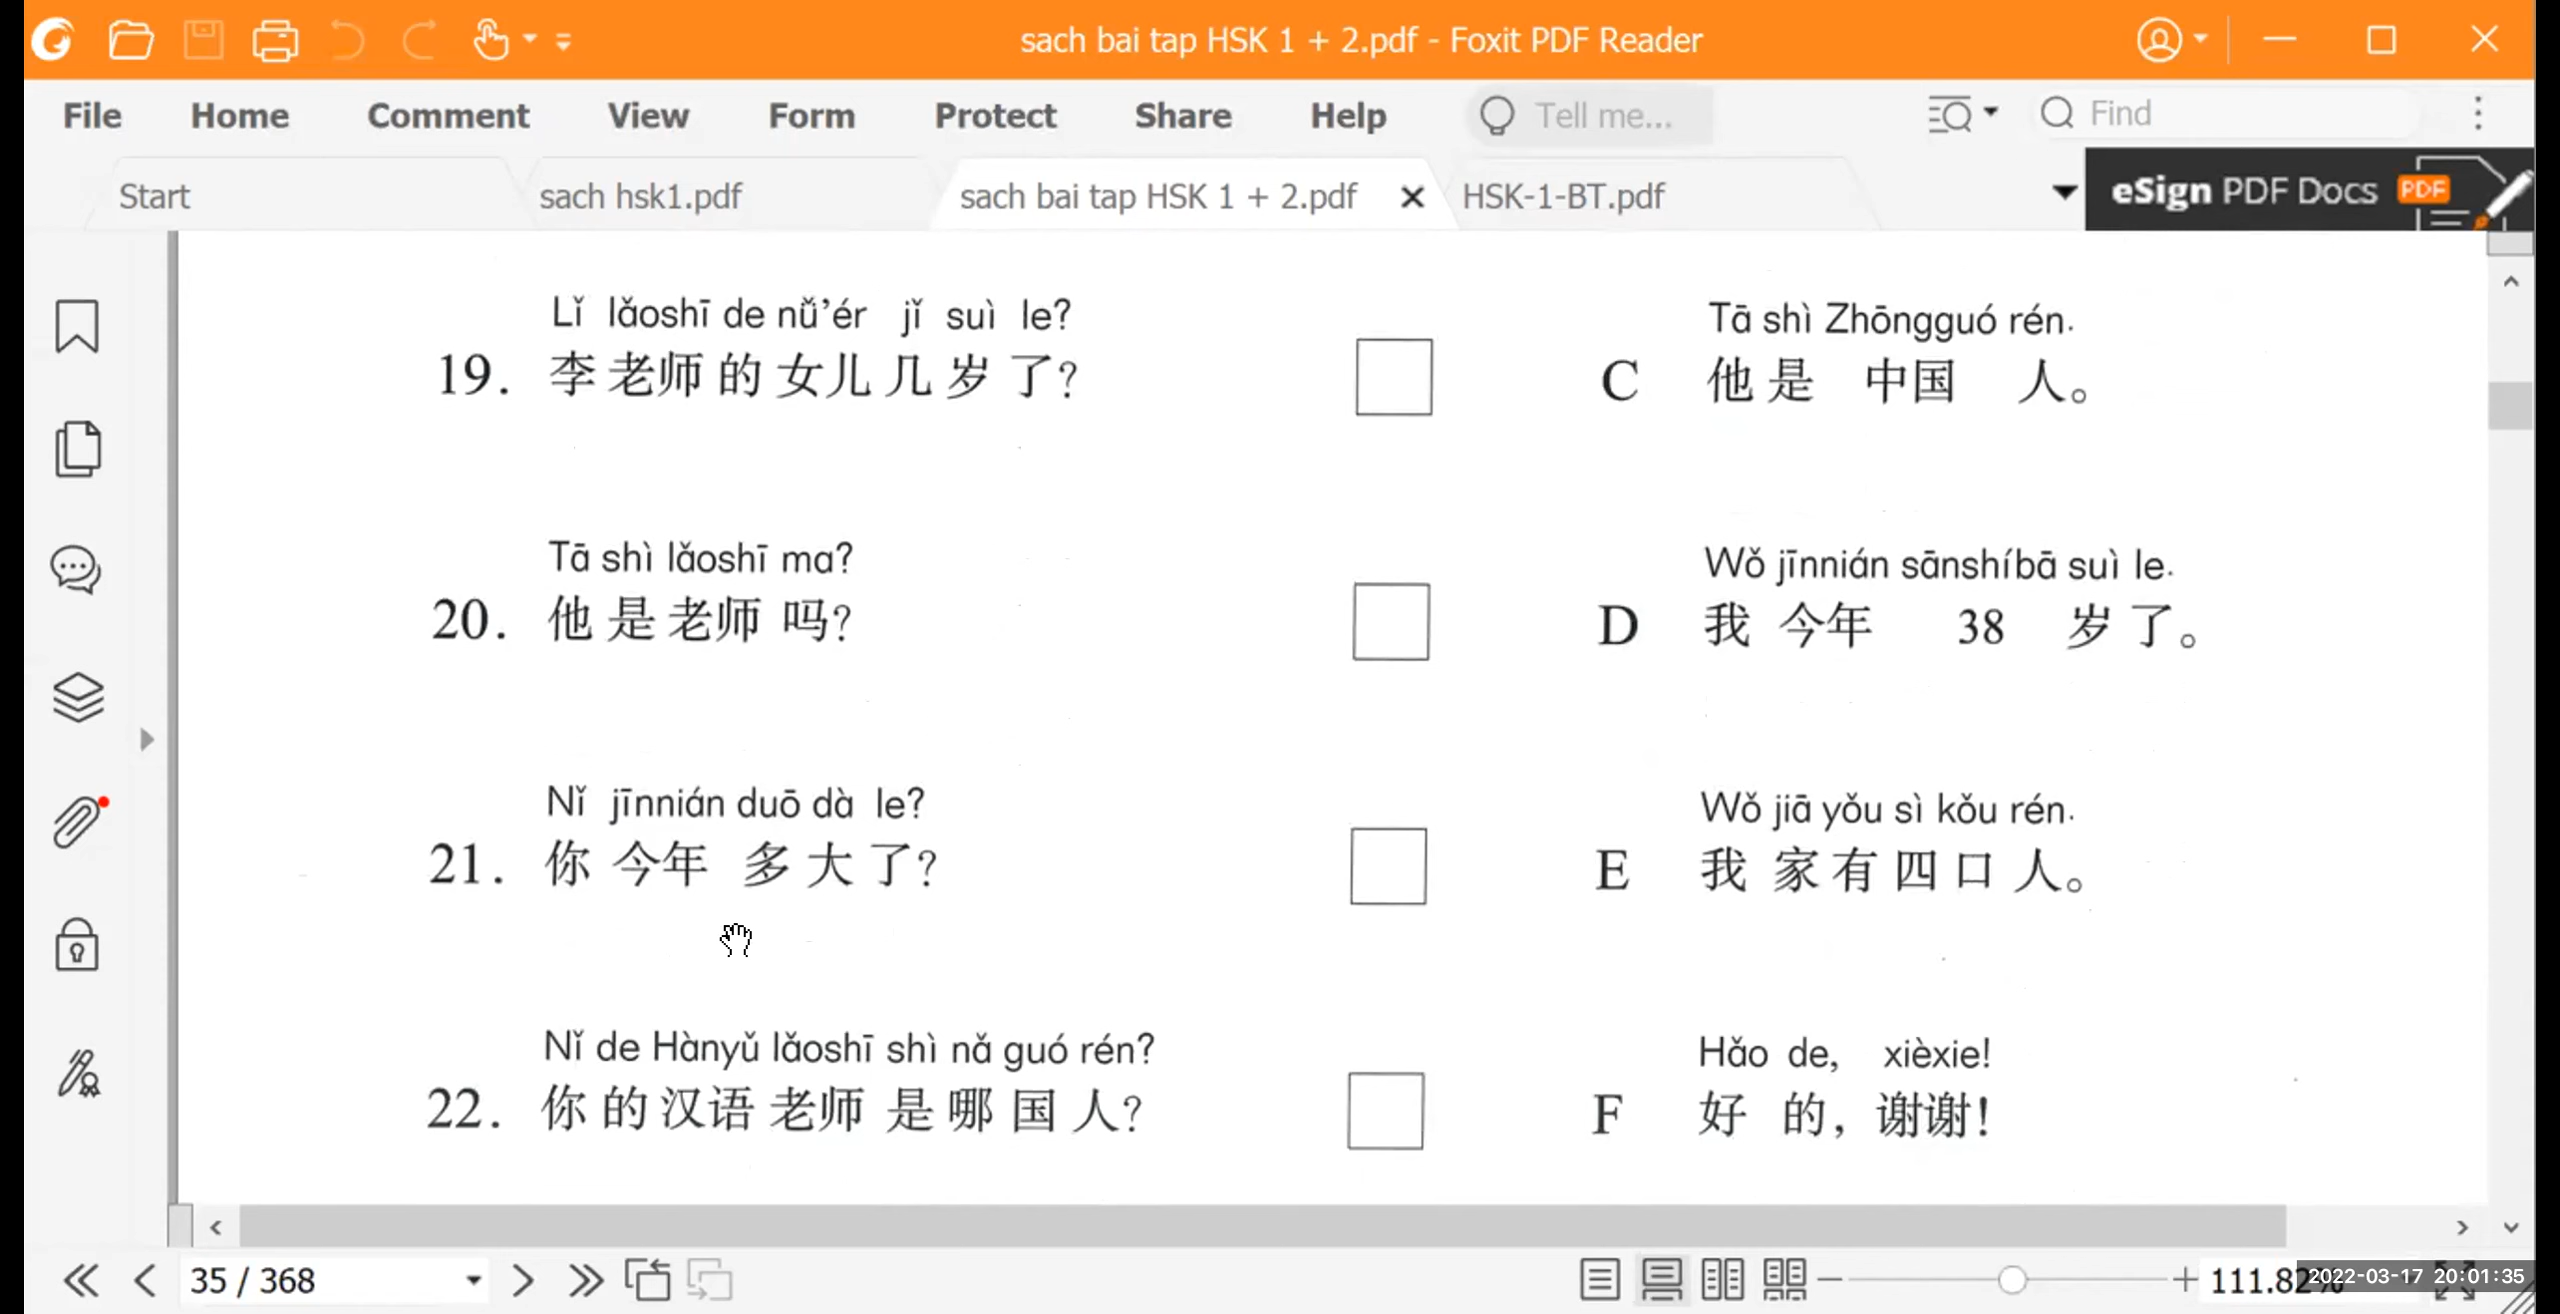 sach bai tap HSK 1 + 2.pdf - Foxit PDF Reader
File Home Comment View Form Protect Share Help Tell me... Find
Start sach hsk1.pdf sach bai tap HSK 1 + 2.pdf HSK-1-BT.pdf eSign PDF Docs PDF
Lǐ lǎoshī de nǚ'ér jǐ suì le?
19. 李老师的女儿几岁了?
Tā shì Zhōngguó rén.
C 他是中国人。
Tā shì lǎoshī ma?
20. 他是老师吗?
Wǒ jīnnián sānshíbā suì le.
D 我今年 38 岁了。
Nǐ jīnnián duō dà le?
21. 你今年多大了?
Wǒ jiā yǒu sì kǒu rén.
E 我家有四口人。
Nǐ de Hànyǔ lǎoshī shì nǎ guó rén?
22. 你的汉语老师是哪国人?
Hǎo de, xièxie!
F 好的,谢谢!
35 / 368
111.82%
2022-03-17 20:01:35